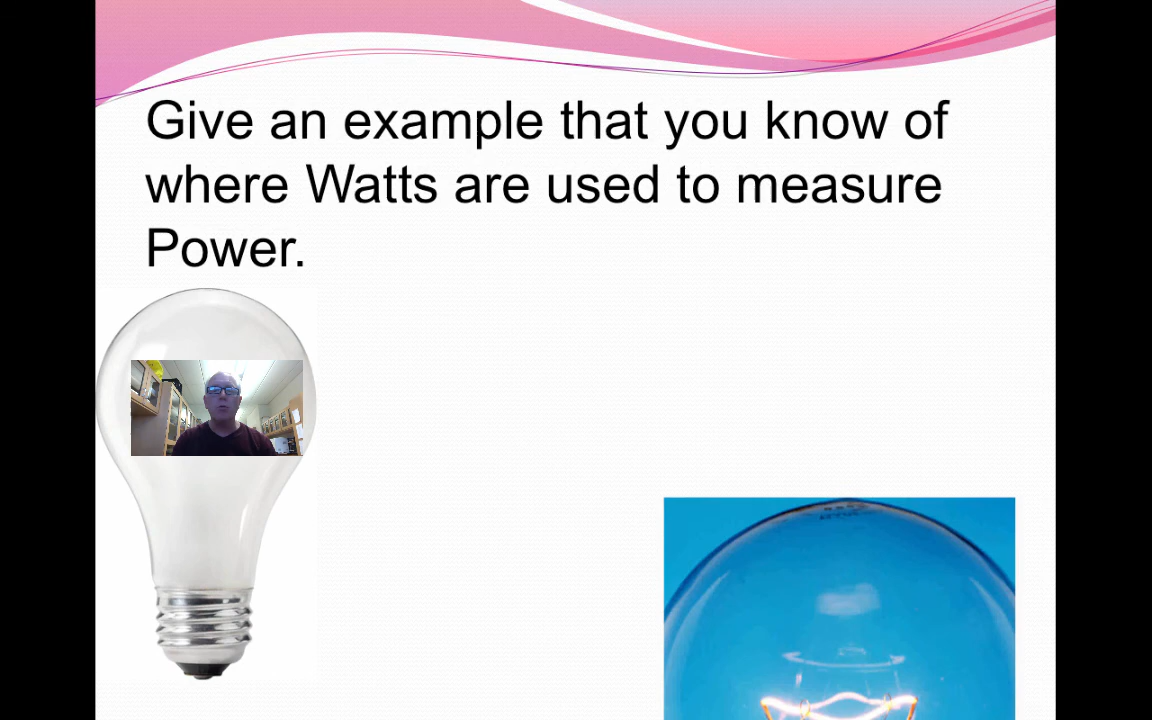 Give an example that you know of
where Watts are used to measure
Power.